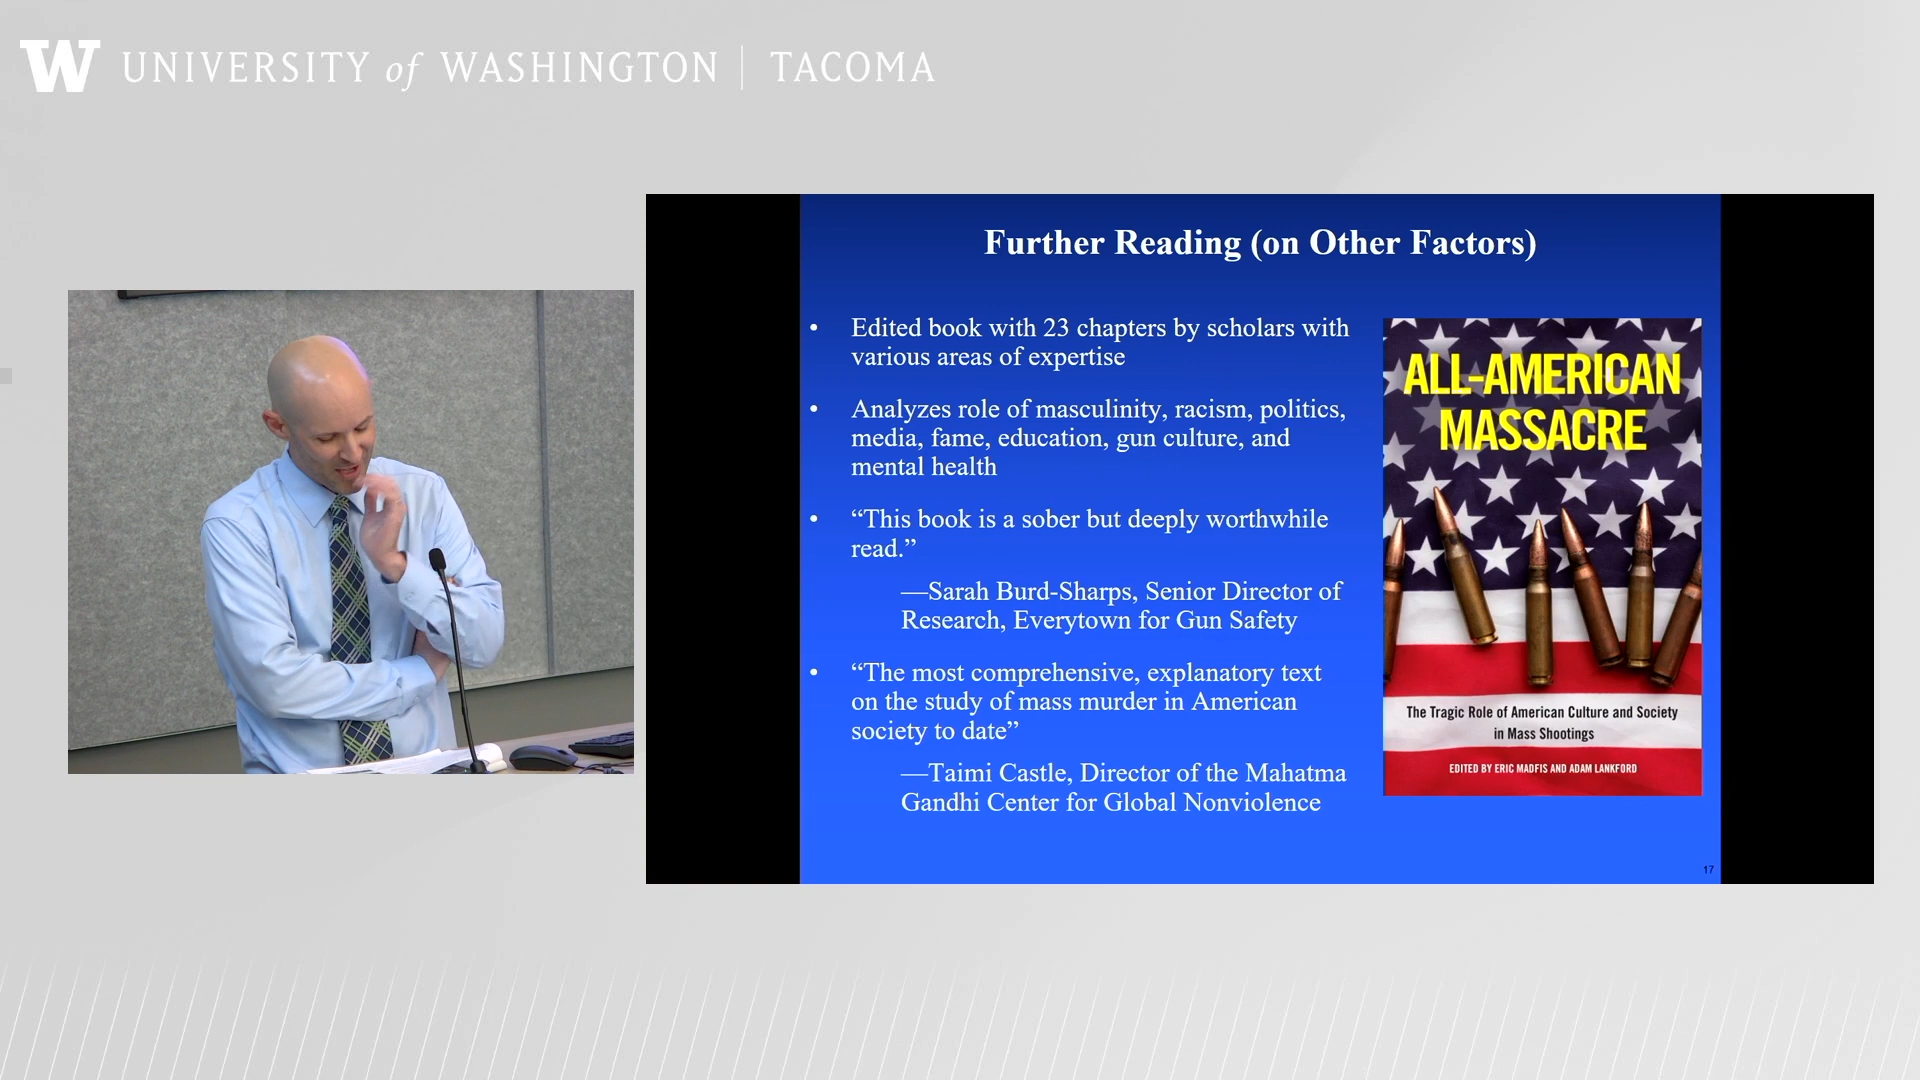 W UNIVERSITY of WASHINGTON | TACOMA
Further Reading (on Other Factors)
• Edited book with 23 chapters by scholars with
various areas of expertise
• Analyzes role of masculinity, racism, politics,
media, fame, education, gun culture, and
mental health
• “This book is a sober but deeply worthwhile
read.”
—Sarah Burd-Sharps, Senior Director of
Research, Everytown for Gun Safety
• “The most comprehensive, explanatory text
on the study of mass murder in American
society to date”
—Taimi Castle, Director of the Mahatma
Gandhi Center for Global Nonviolence
ALL-AMERICAN
MASSACRE
The Tragic Role of American Culture and Society
in Mass Shootings
EDITED BY ERIC MADFIS AND ADAM LANKFORD
17